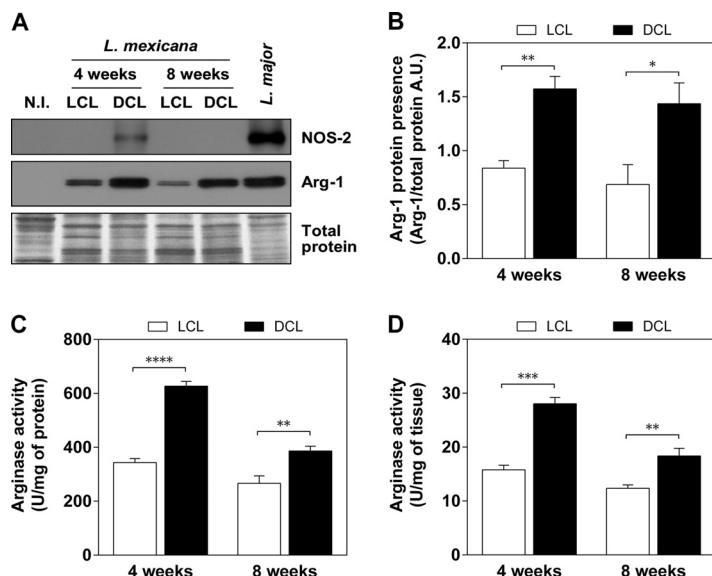 A
L. mexicana
4 weeks 8 weeks
L. major
N.I. LCL DCL LCL DCL
NOS-2
Arg-1
Total
protein
B
LCL DCL
Arg-1 protein presence
(Arg-1/total protein A.U.)
2.0
1.5
1.0
0.5
0.0
**
*
4 weeks 8 weeks
C
LCL DCL
Arginase activity
(U/mg of protein)
800
600
400
200
0
****
**
4 weeks 8 weeks
D
LCL DCL
Arginase activity
(U/mg of tissue)
40
30
20
10
0
***
**
4 weeks 8 weeks